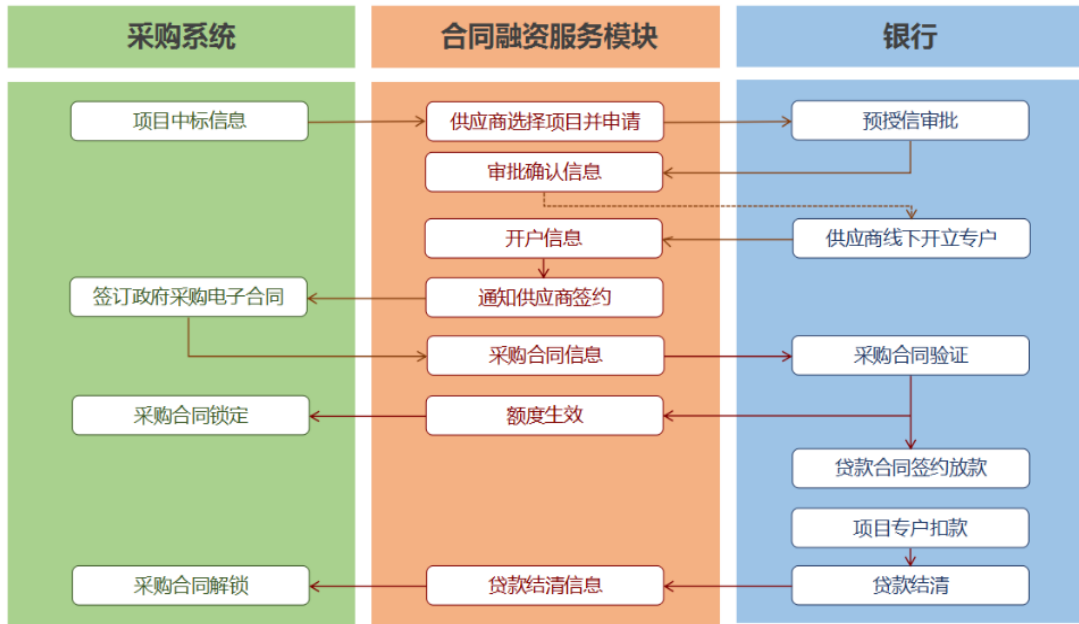 采购系统
合同融资服务模块
银行
项目中标信息
供应商选择项目并申请
预授信审批
审批确认信息
开户信息
供应商线下开立专户
签订政府采购电子合同
通知供应商签约
采购合同信息
采购合同验证
采购合同锁定
额度生效
贷款合同签约放款
项目专户扣款
采购合同解锁
贷款结清信息
贷款结清